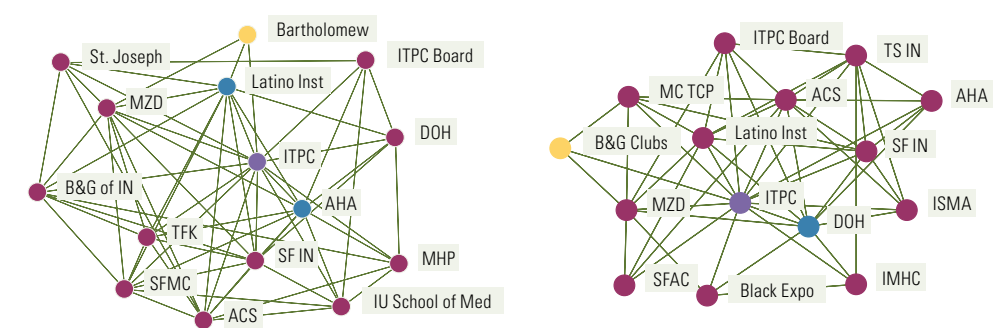 Bartholomew
St. Joseph
ITPC Board
Latino Inst
MZD
DOH
ITPC
B&G of IN
AHA
TFK
SF IN
MHP
SFMC
IU School of Med
ACS
ITPC Board
TS IN
MC TCP
ACS
AHA
Latino Inst
B&G Clubs
SF IN
MZD
ITPC
ISMA
DOH
SFAC
Black Expo
IMHC